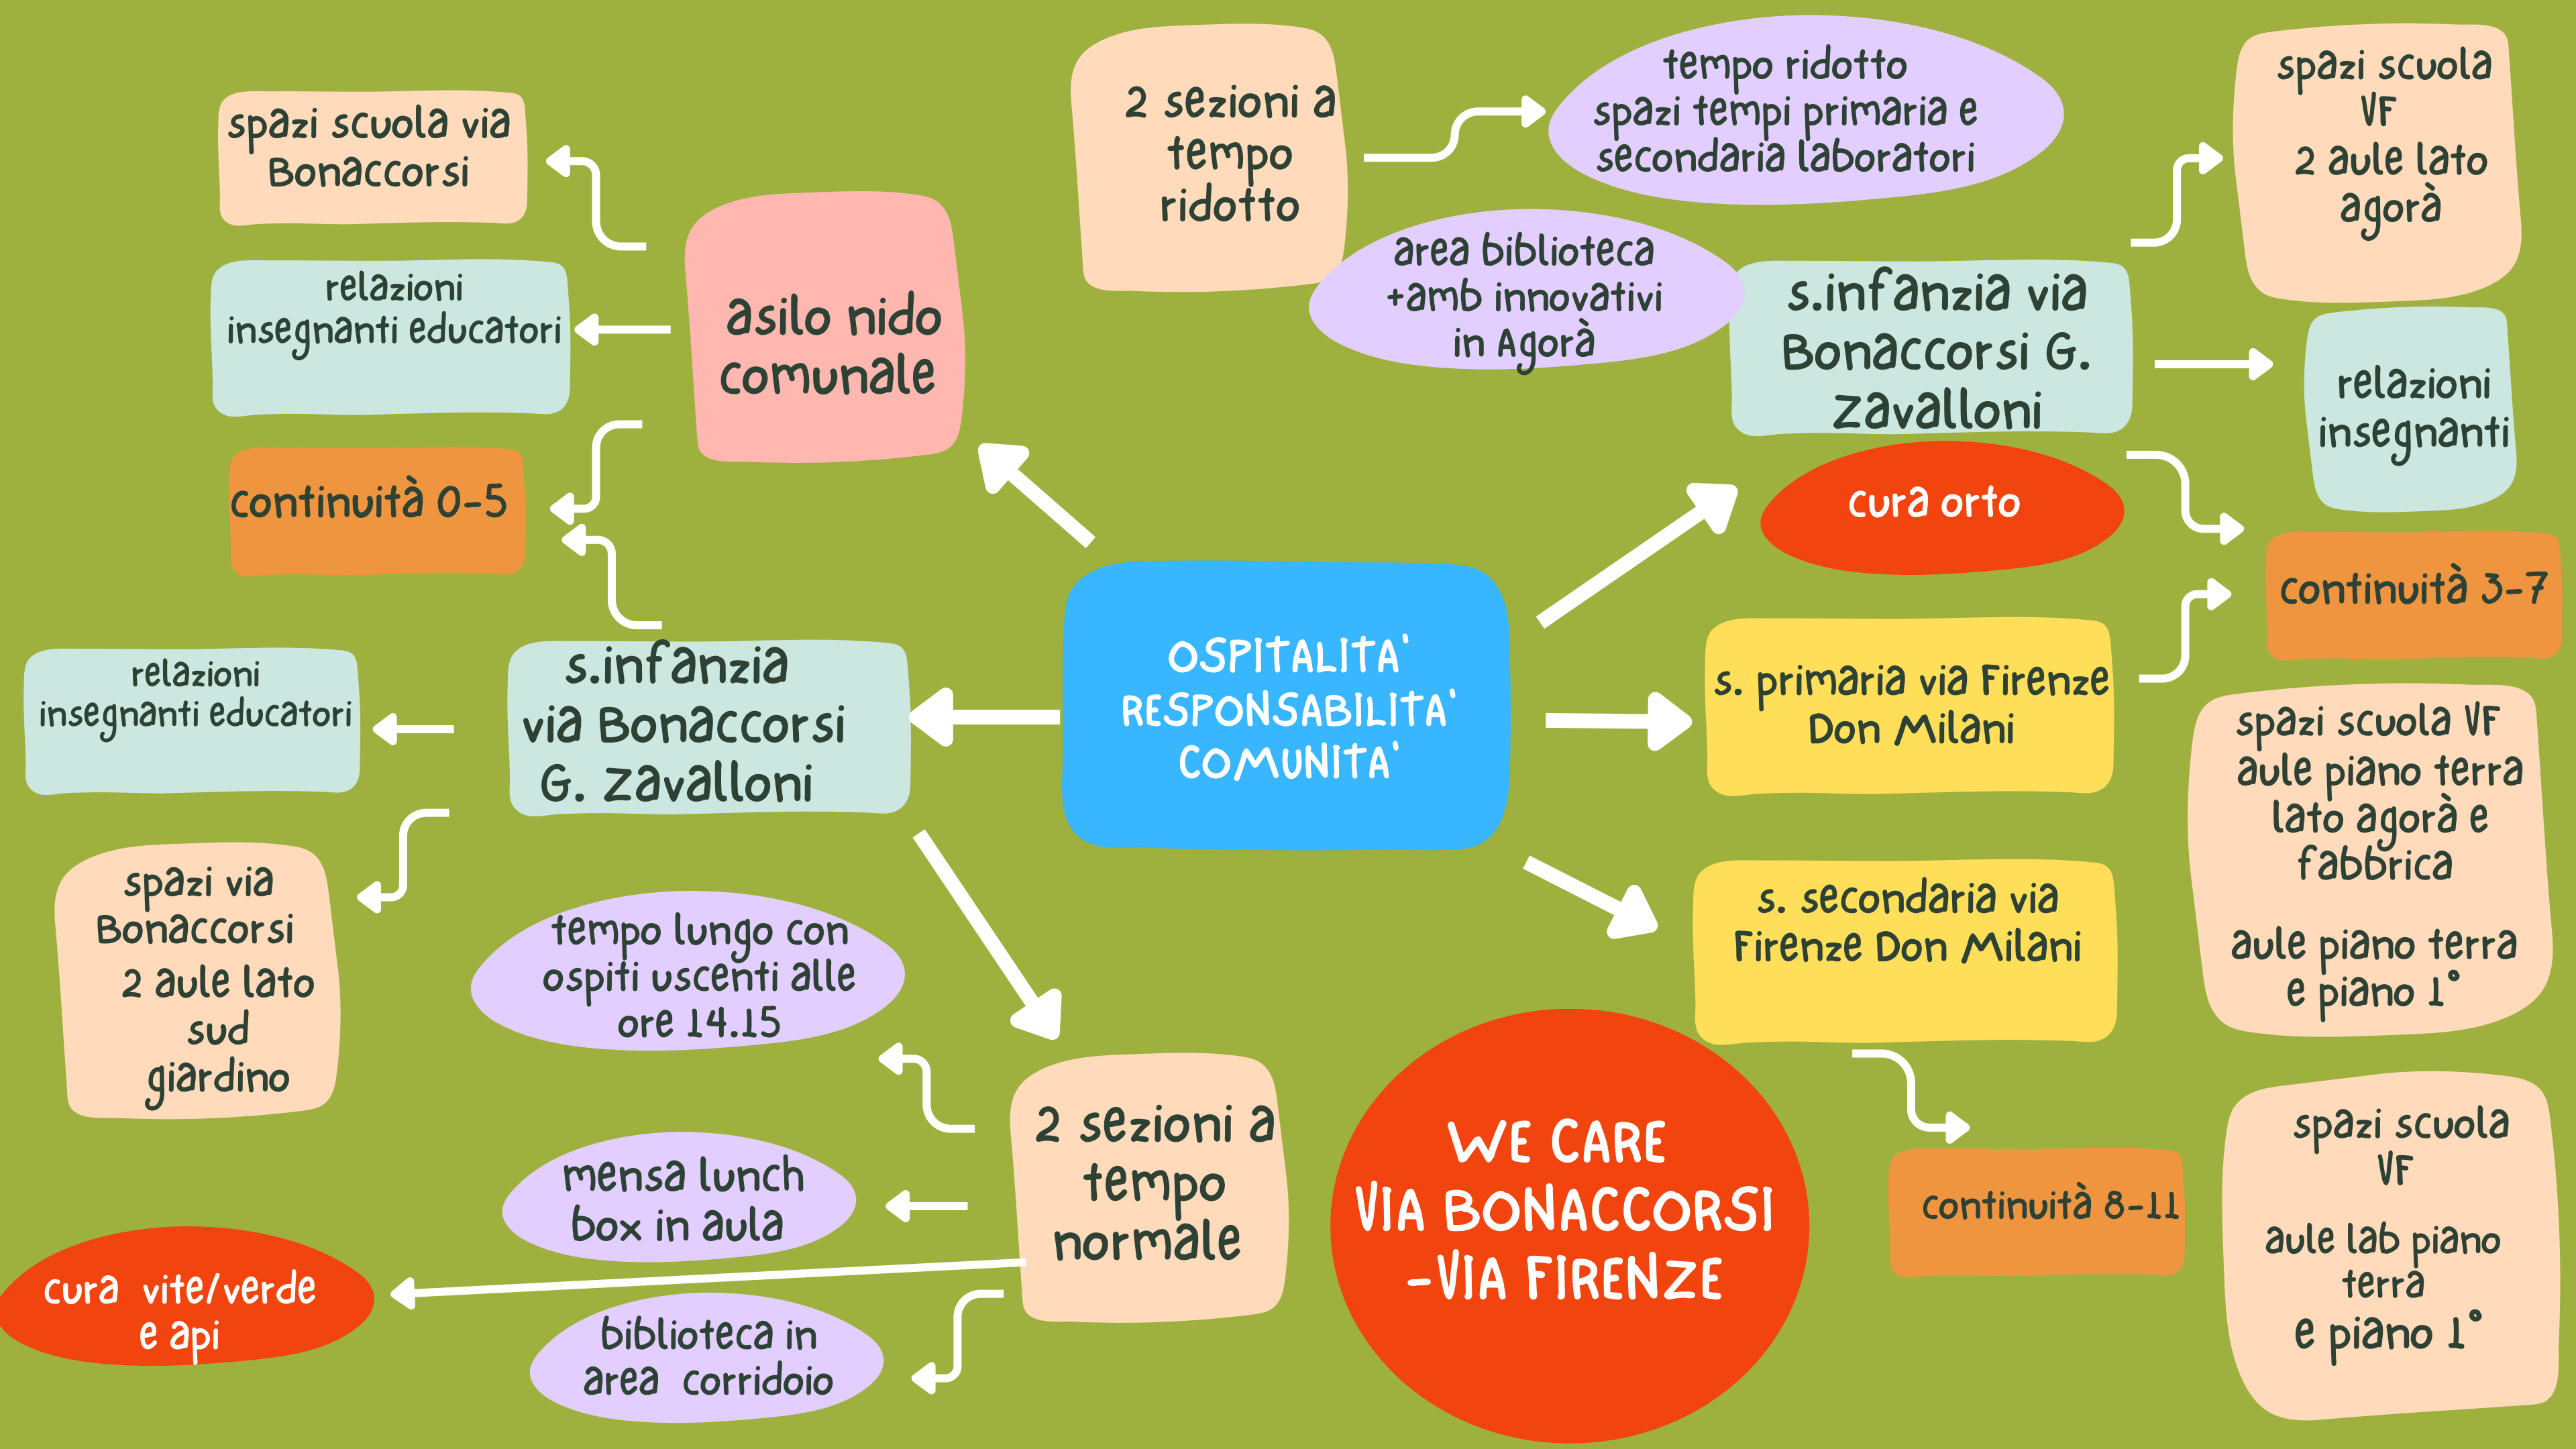 spazi scuola via
Bonaccorsi
relazioni
insegnanti educatori
continuità 0-5
asilo nido
comunale
2 sezioni a
tempo
ridotto
tempo ridotto
spazi tempi primaria e
secondaria laboratori
area biblioteca
+amb innovativi
in Agorà
s.infanzia via
Bonaccorsi G.
Zavalloni
cura orto
spazi scuola
VF
2 aule lato
agorà
relazioni
insegnanti
continuità 3-7
relazioni
insegnanti educatori
s.infanzia
via Bonaccorsi
G. Zavalloni
OSPITALITA'
RESPONSABILITA'
COMUNITA'
s. primaria via Firenze
Don Milani
spazi scuola VF
aule piano terra
lato agorà e
fabbrica
aule piano terra
e piano 1°
spazi via
Bonaccorsi
2 aule lato
sud
giardino
tempo lungo con
ospiti uscenti alle
ore 14.15
s. secondaria via
Firenze Don Milani
mensa lunch
box in aula
2 sezioni a
tempo
normale
WE CARE
VIA BONACCORSI
-VIA FIRENZE
continuità 8-11
spazi scuola
VF
aule lab piano
terra
e piano 1°
cura vite/verde
e api
biblioteca in
area corridoio